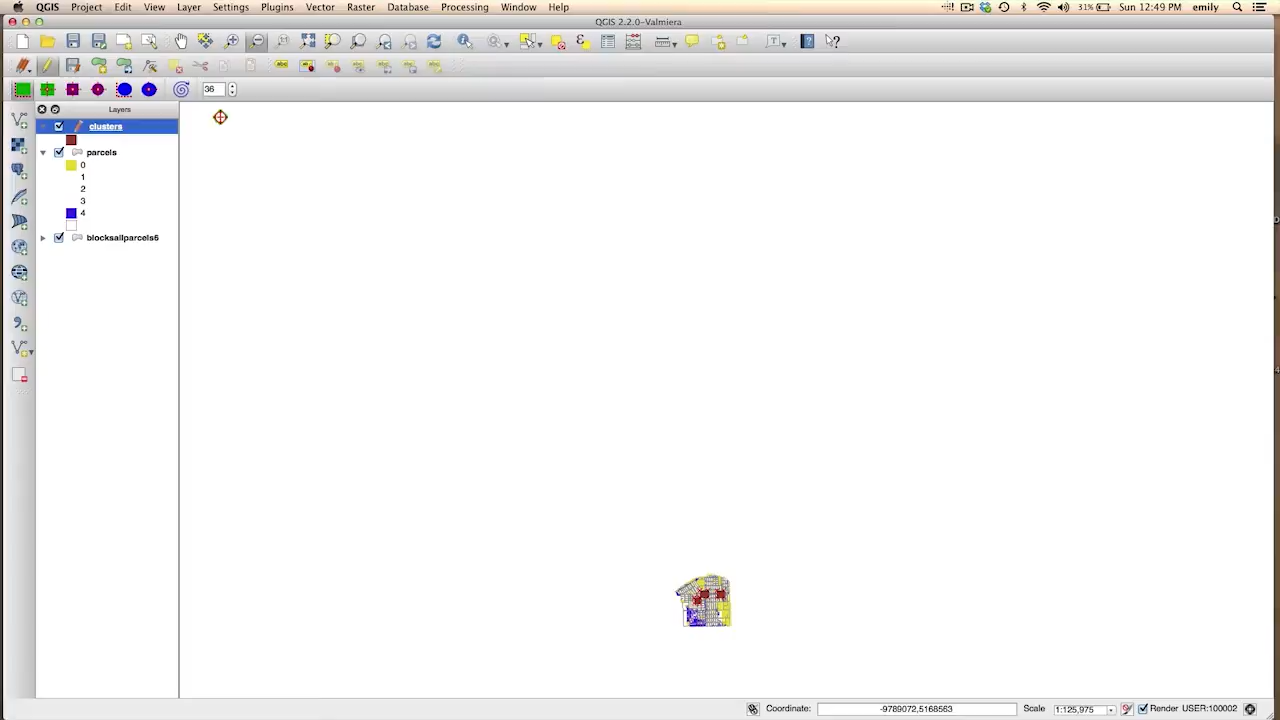 QGIS Project Edit View Layer Settings Plugins Vector Raster Database Processing Window Help 31% Sun 12:49 PM emily
QGIS 2.2.0-Valmiera
36
Layers
clusters
parcels
0
1
2
3
4
blocksallparcels6
Coordinate: -9789072,5168563 Scale 1:125,975 Render USER:100002